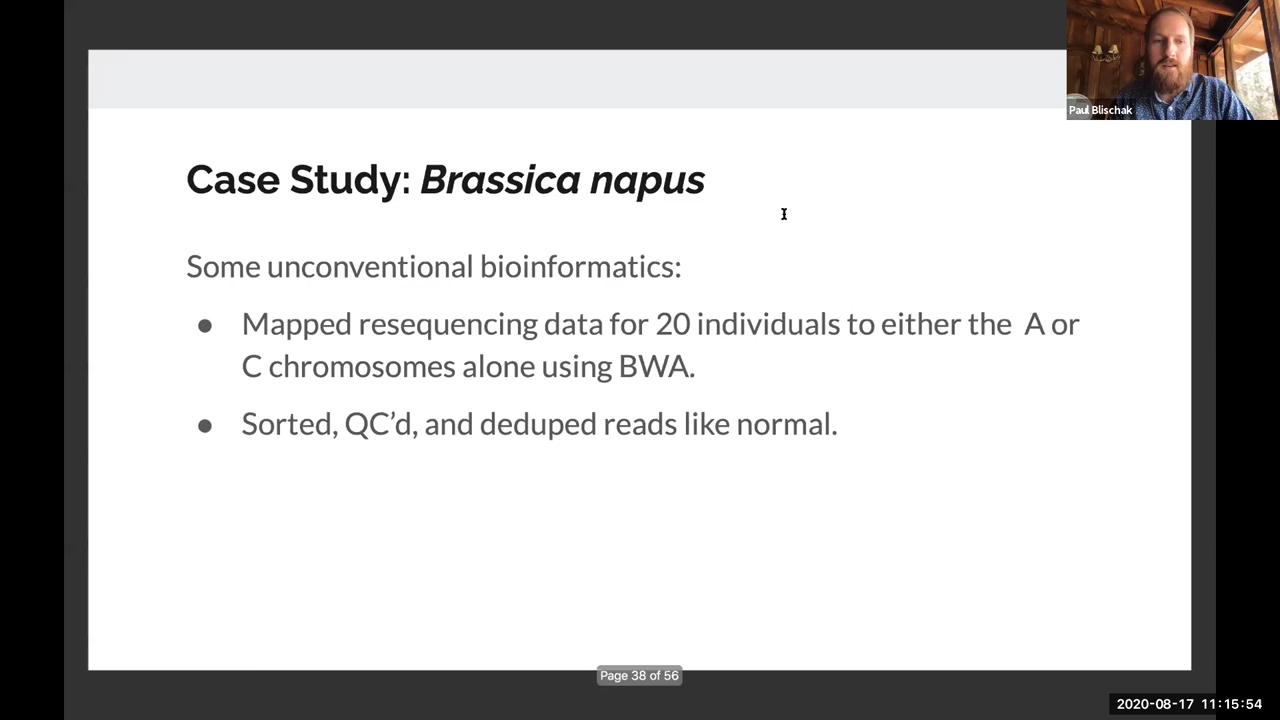 Paul Blischak
Case Study: Brassica napus
Some unconventional bioinformatics:
● Mapped resequencing data for 20 individuals to either the A or
C chromosomes alone using BWA.
● Sorted, QC’d, and deduped reads like normal.
Page 38 of 56
2020-08-17 11:15:54